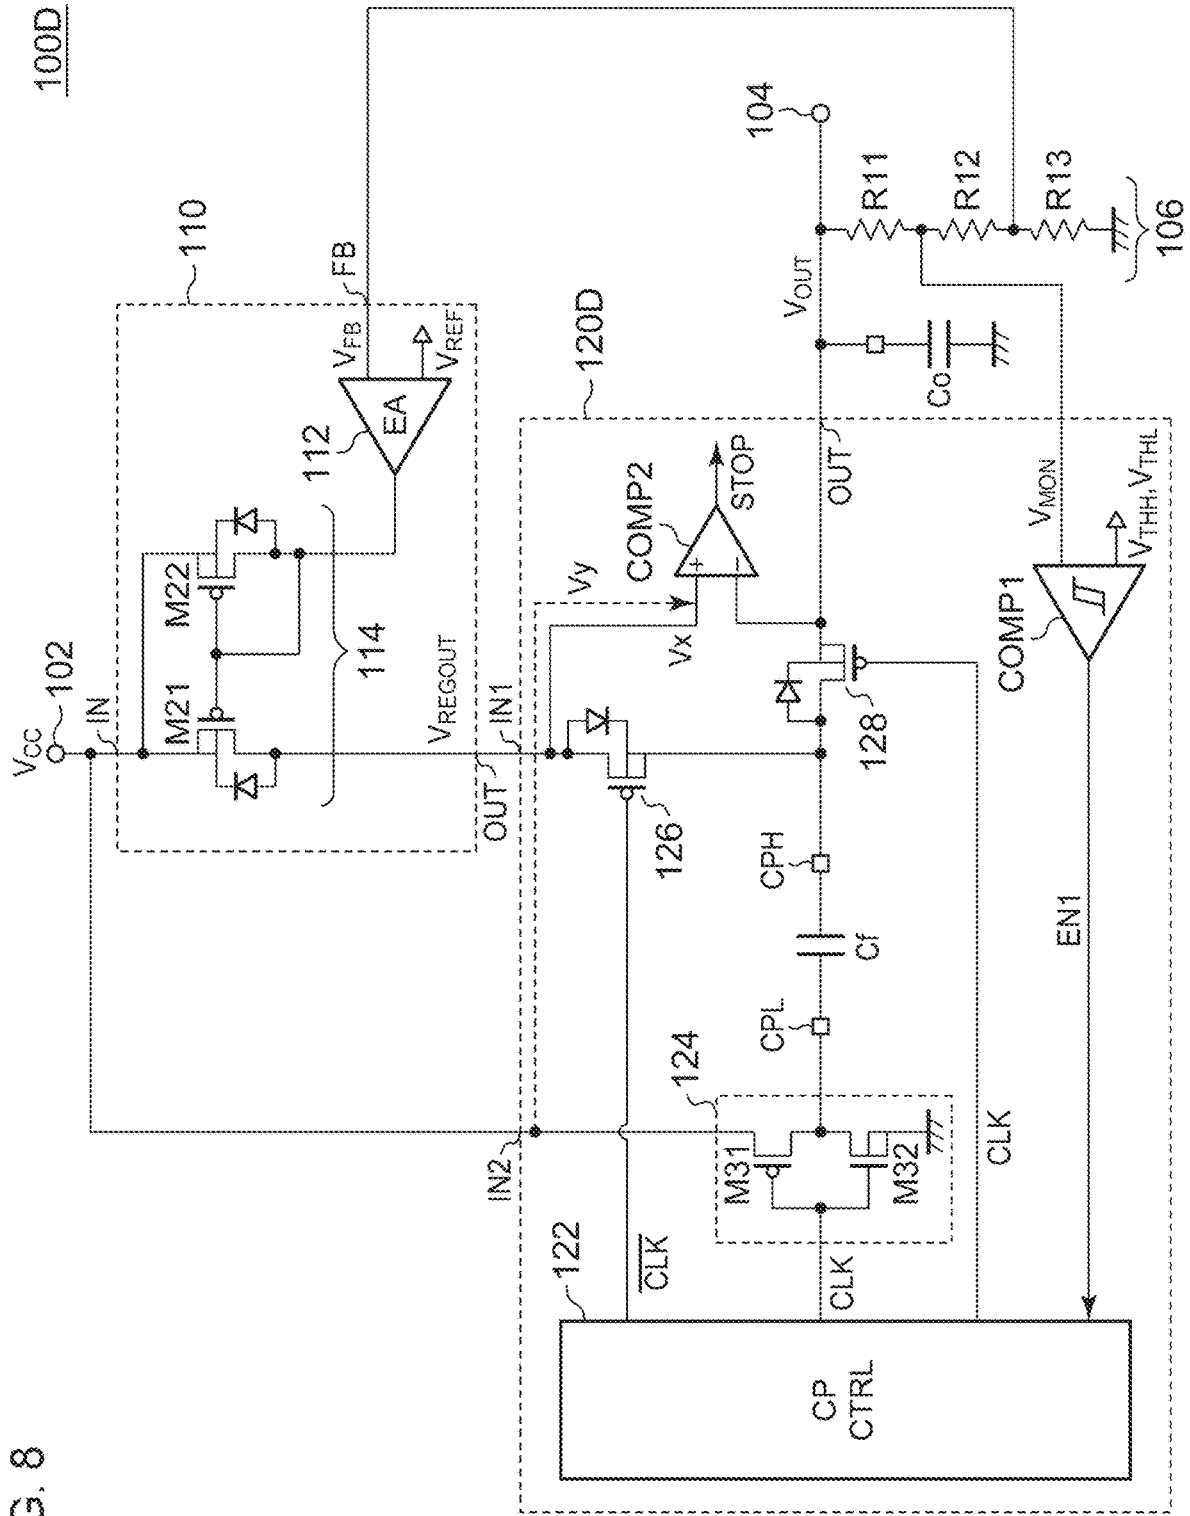 G. 8
100D
VCC
102
IN
110
M21
M22
114
112
EA
VFB
FB
VREF
VREGOUT
OUT
IN1
IN2
120D
Vy
Vx
COMP2
+
−
STOP
126
128
OUT
VOUT
104
Co
R11
R12
R13
106
VMON
VTHH, VTHL
COMP1
EN1
CPH
Cf
CPL
124
M31
M32
122
CLK
CLK
CLK
CP
CTRL